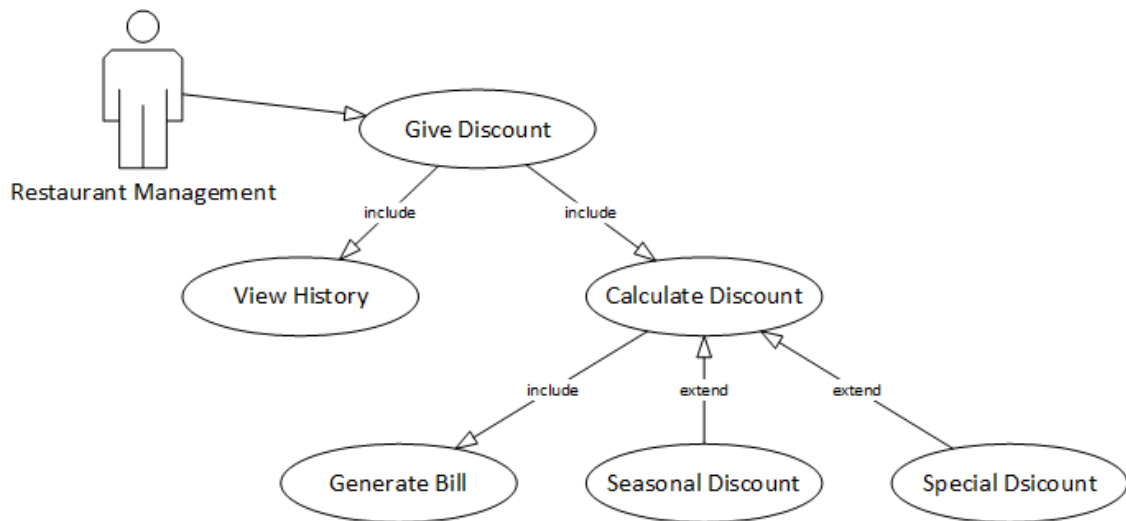 Give Discount
Restaurant Management
include
include
View History
Calculate Discount
include
extend
extend
Generate Bill
Seasonal Discount
Special Dsicount